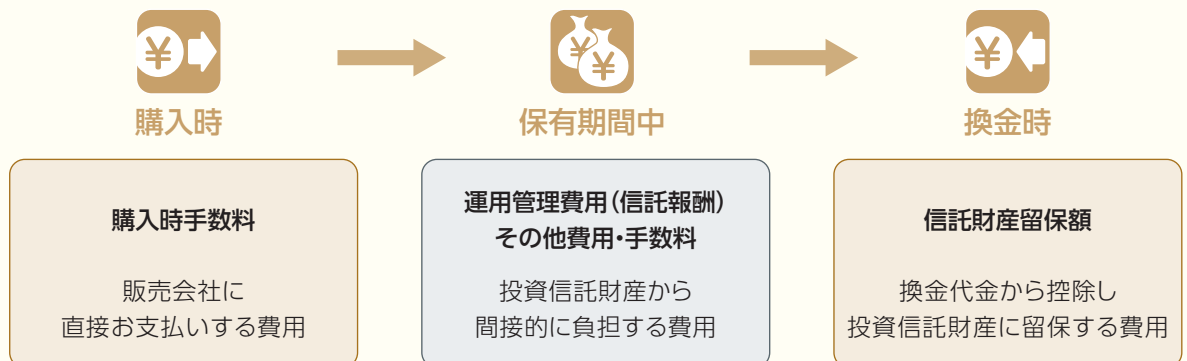 ¥
¥
¥
¥
購入時
保有期間中
換金時
購入時手数料
販売会社に
直接お支払いする費用
運用管理費用(信託報酬)
その他費用・手数料
投資信託財産から
間接的に負担する費用
信託財産留保額
換金代金から控除し
投資信託財産に留保する費用